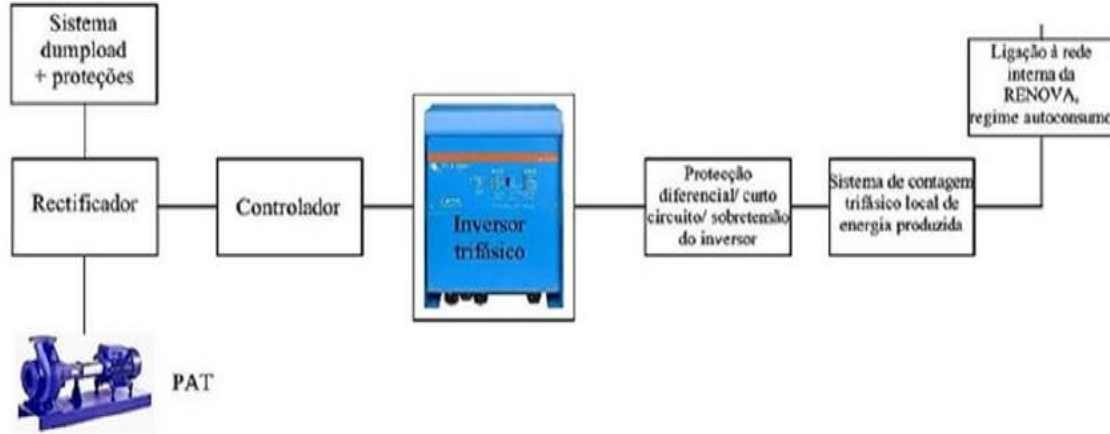 Sistema
dumpload
+ proteções
Rectificador
PAT
Controlador
Inversor
trifásico
Protecção
diferencial/ curto
circuito/ sobretensão
do inversor
Sistema de contagem
trifásico local de
energia produzida
Ligação à rede
interna da
RENOVA,
regime autoconsumo